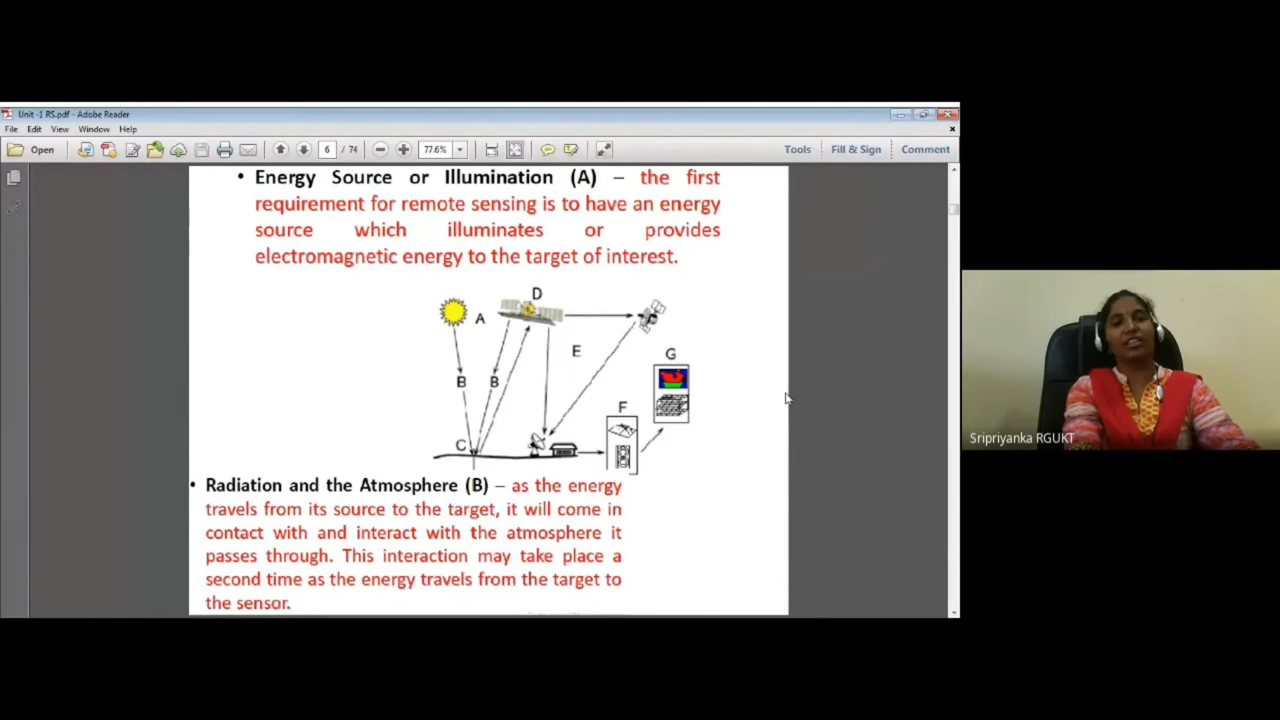 Unit -1 RS.pdf - Adobe Reader
File Edit View Window Help
Open 6 / 74 77.6% Tools Fill & Sign Comment
• Energy Source or Illumination (A) – the first
requirement for remote sensing is to have an energy
source which illuminates or provides
electromagnetic energy to the target of interest.
D
A
E
G
B B
F
C
• Radiation and the Atmosphere (B) – as the energy
travels from its source to the target, it will come in
contact with and interact with the atmosphere it
passes through. This interaction may take place a
second time as the energy travels from the target to
the sensor.
Sripriyanka RGUKT